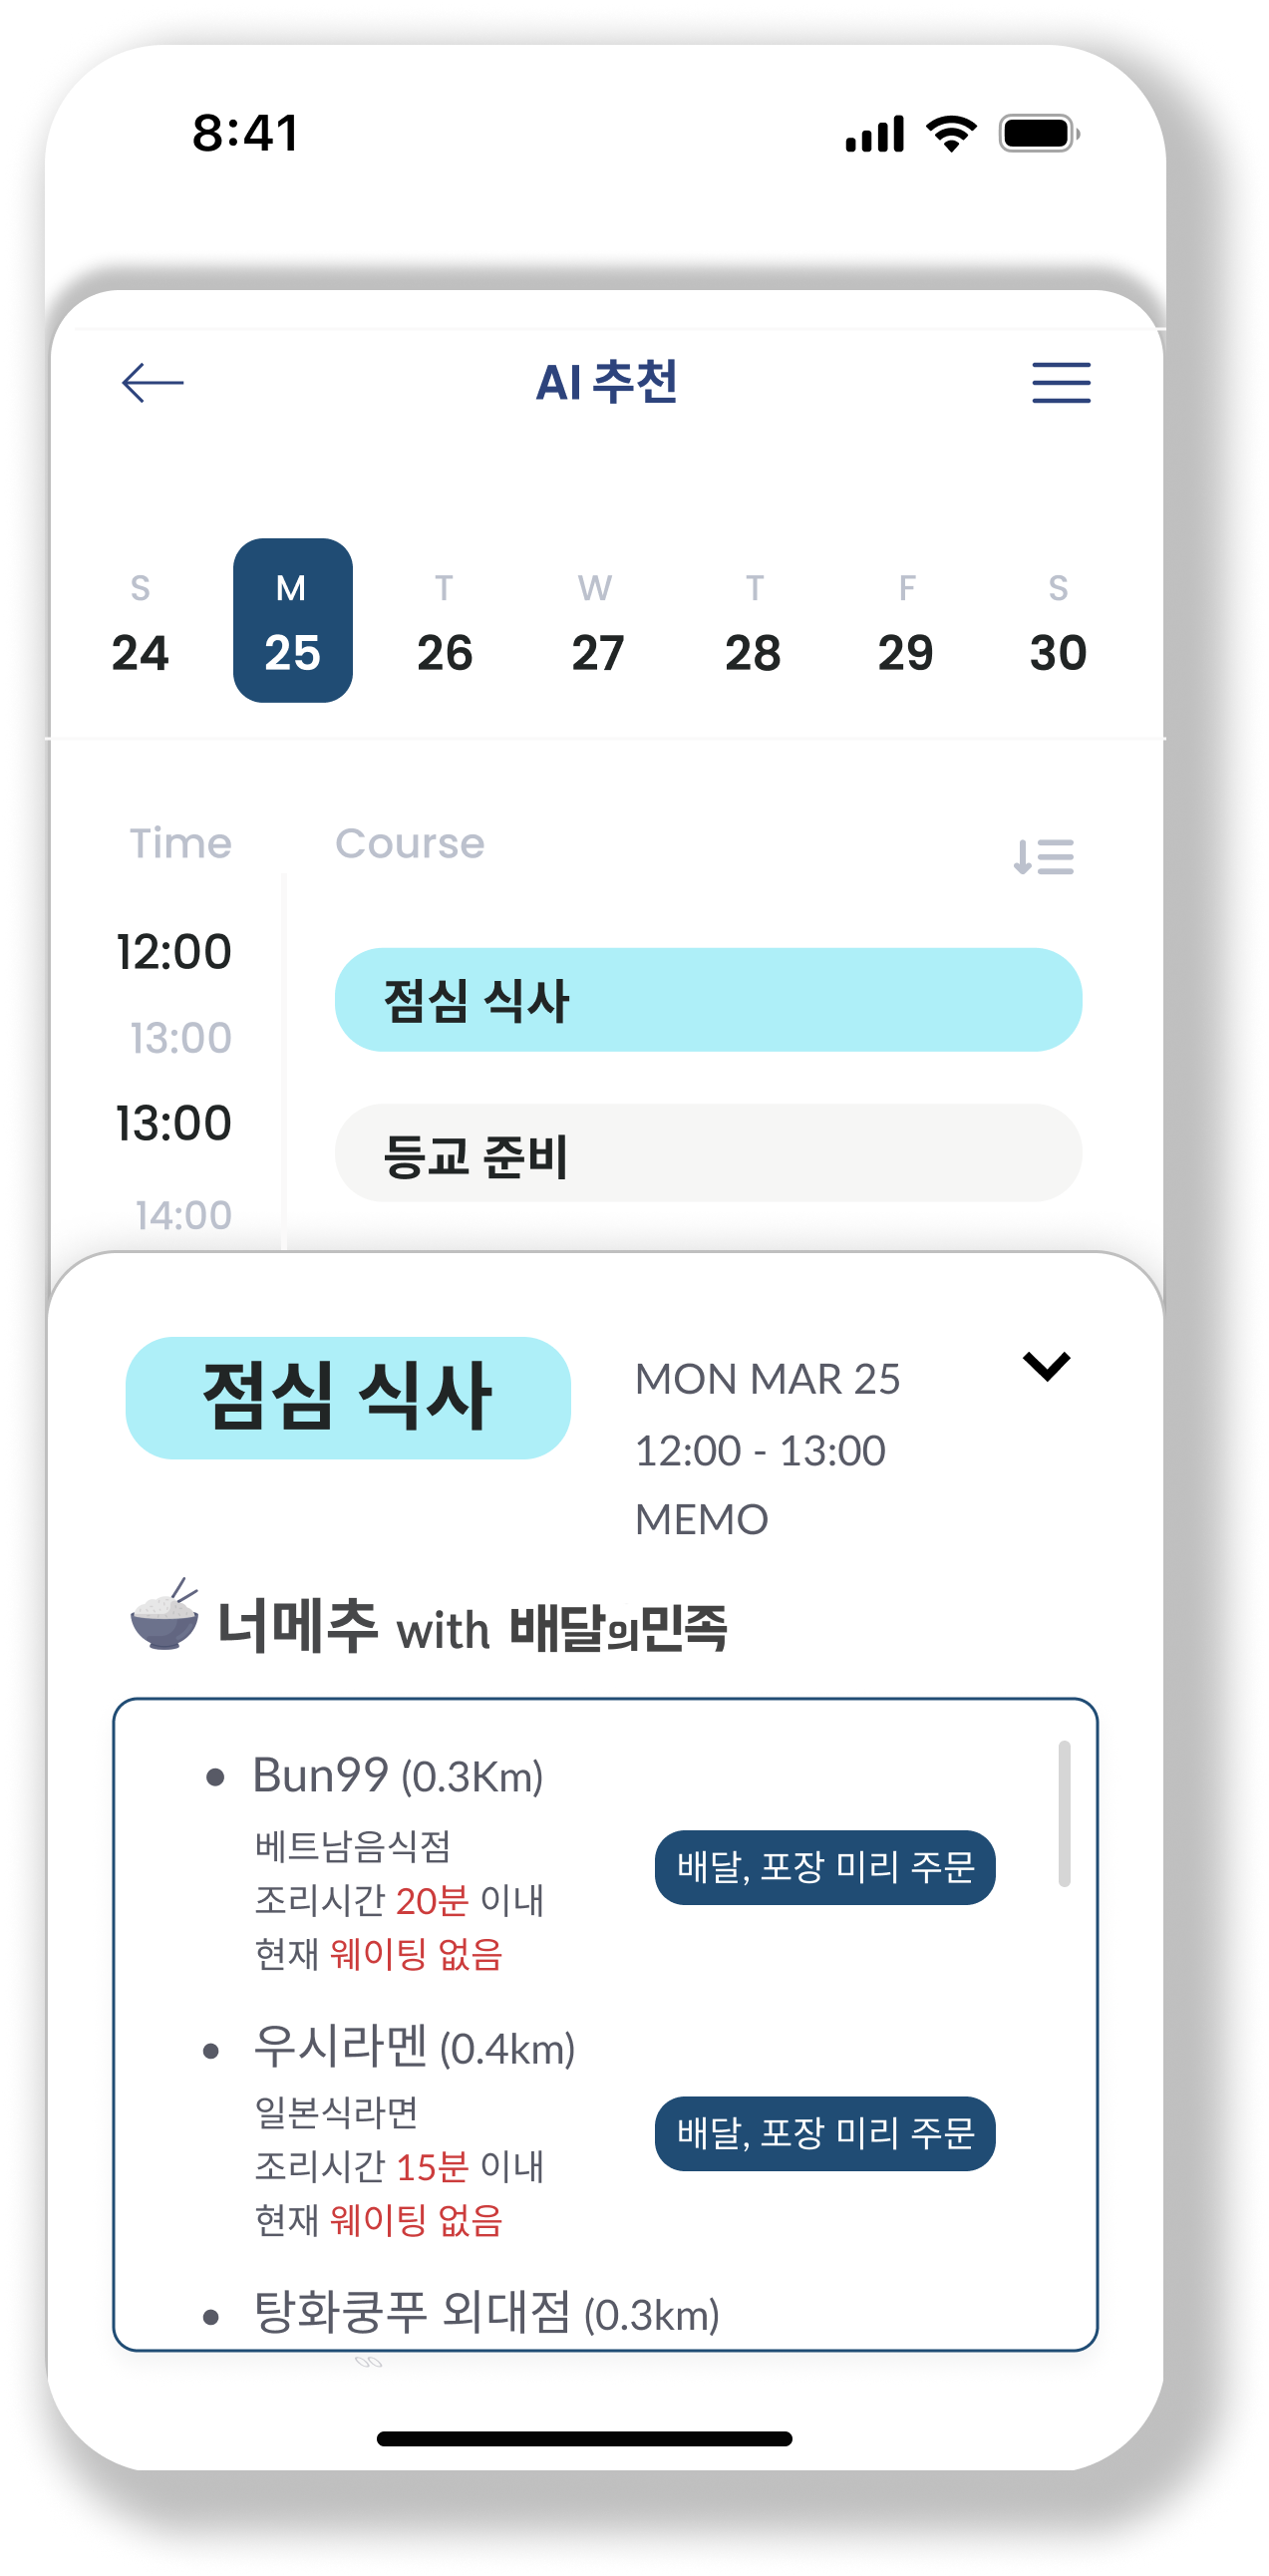 8:41
AI 추천
S M T W T F S
24 25 26 27 28 29 30
Time Course
12:00
점심 식사
13:00
13:00
등교 준비
14:00
점심 식사
MON MAR 25
12:00 - 13:00
MEMO
너메추 with 배달의민족
• Bun99 (0.3Km)
베트남음식점
조리시간 20분 이내
현재 웨이팅 없음
배달, 포장 미리 주문
• 우시라멘 (0.4km)
일본식라면
조리시간 15분 이내
현재 웨이팅 없음
배달, 포장 미리 주문
• 탕화쿵푸 외대점 (0.3km)